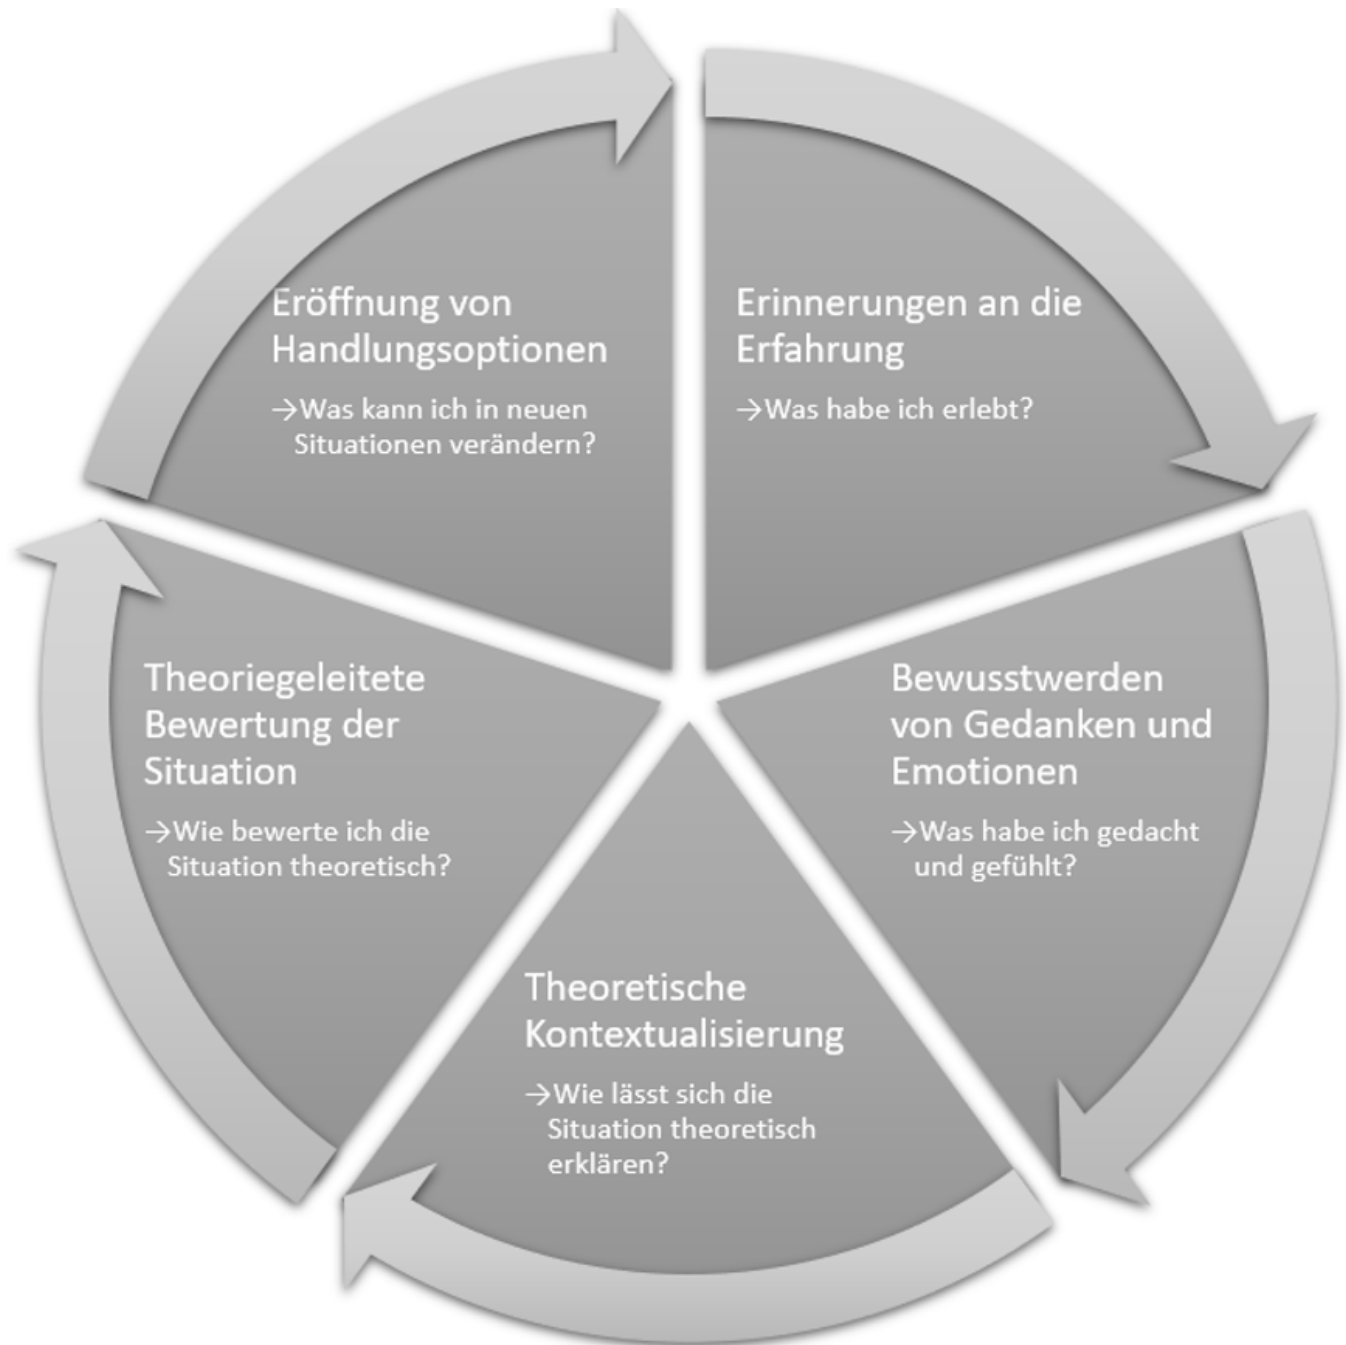 Erinnerungen an die
Erfahrung
→Was habe ich erlebt?
Bewusstwerden
von Gedanken und
Emotionen
→Was habe ich gedacht
und gefühlt?
Theoretische
Kontextualisierung
→Wie lässt sich die
Situation theoretisch
erklären?
Theoriegeleitete
Bewertung der
Situation
→Wie bewerte ich die
Situation theoretisch?
Eröffnung von
Handlungsoptionen
→Was kann ich in neuen
Situationen verändern?